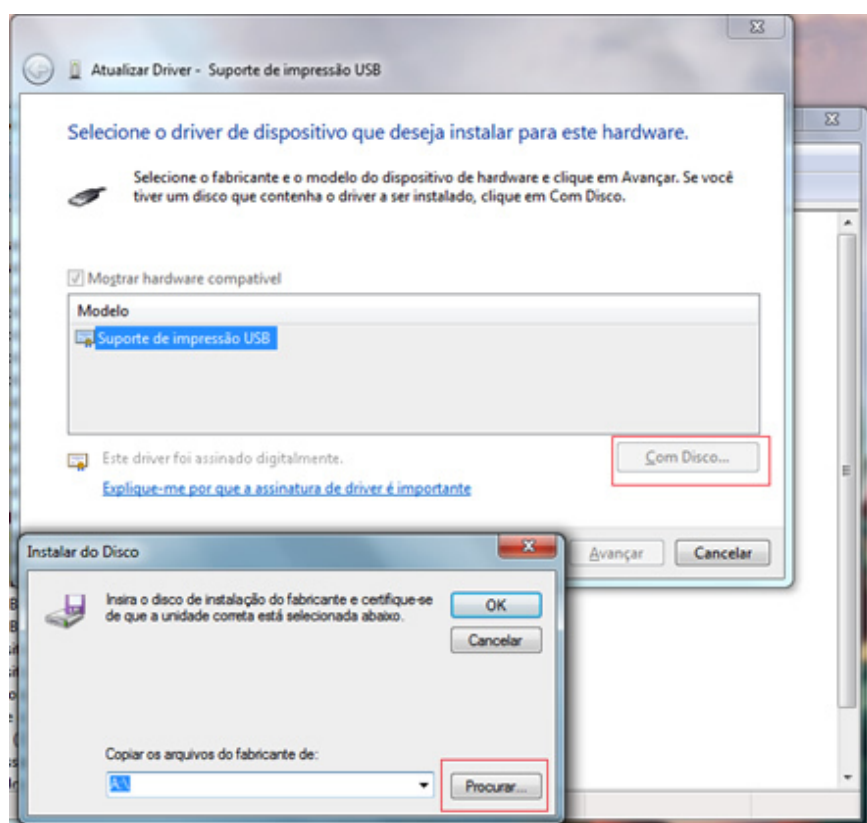 Atualizar Driver - Suporte de impressão USB
Selecione o driver de dispositivo que deseja instalar para este hardware.
Selecione o fabricante e o modelo do dispositivo de hardware e clique em Avançar. Se você
tiver um disco que contenha o driver a ser instalado, clique em Com Disco.
Mostrar hardware compatível
Modelo
Suporte de impressão USB
Este driver foi assinado digitalmente.
Com Disco...
Explique-me por que a assinatura de driver é importante
Avançar
Cancelar
Instalar do Disco
Insira o disco de instalação do fabricante e certifique-se
de que a unidade correta está selecionada abaixo.
OK
Cancelar
Copiar os arquivos do fabricante de:
A:\
Procurar...